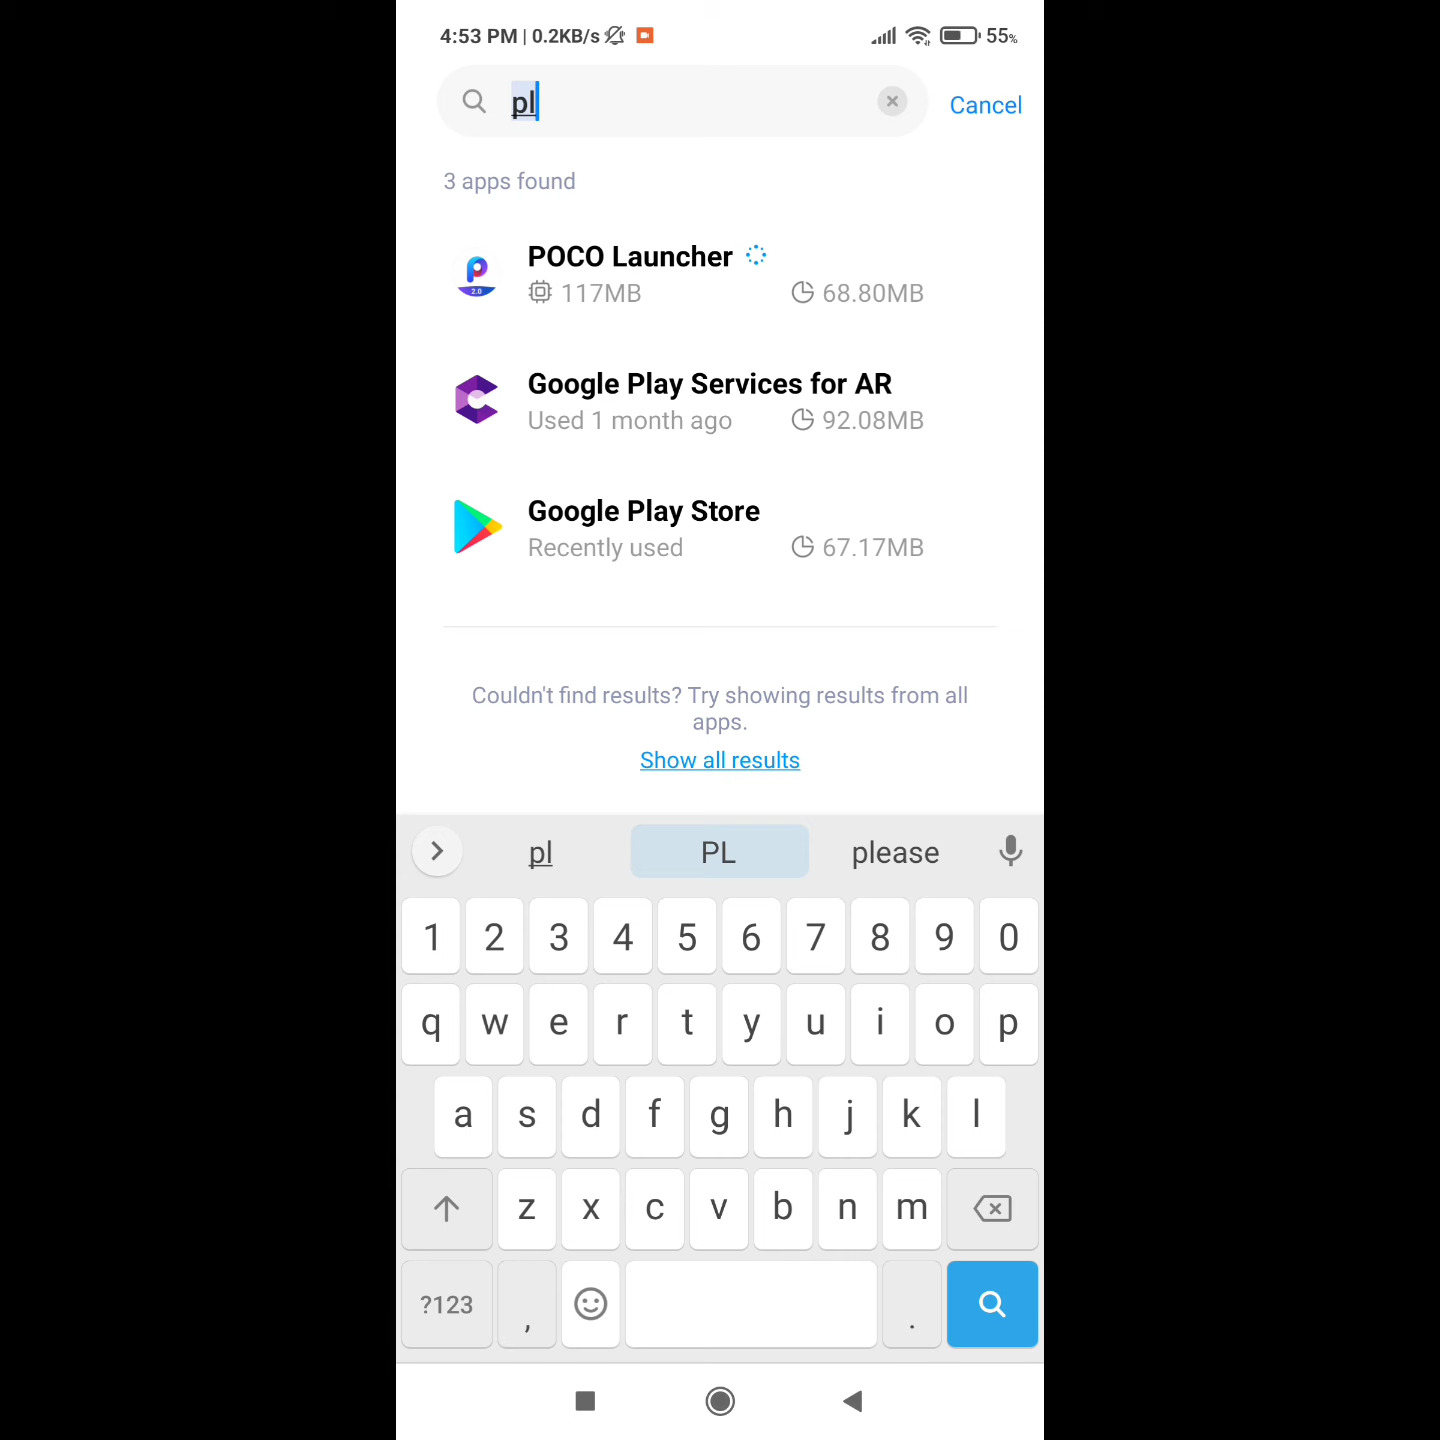 4:53 PM | 0.2KB/s 55%
pl
Cancel
3 apps found
POCO Launcher
2.0
117MB 68.80MB
Google Play Services for AR
Used 1 month ago 92.08MB
Google Play Store
Recently used 67.17MB
Couldn't find results? Try showing results from all
apps.
Show all results
pl PL please
1 2 3 4 5 6 7 8 9 0
q w e r t y u i o p
a s d f g h j k l
z x c v b n m
?123 , .